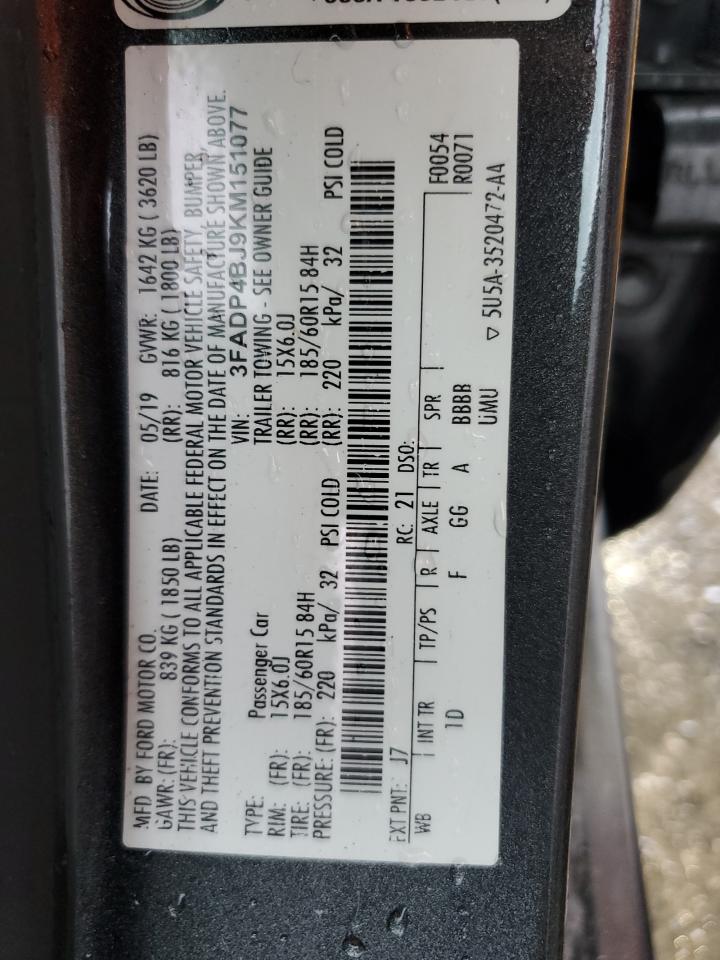 MFD. BY FORD MOTOR CO. DATE: 05/19 GVWR: 1642 KG ( 3620 LB)
GAWR: (FR): 839 KG ( 1850 LB) (RR): 816 KG ( 1800 LB)
THIS VEHICLE CONFORMS TO ALL APPLICABLE FEDERAL MOTOR VEHICLE SAFETY, BUMPER,
AND THEFT PREVENTION STANDARDS IN EFFECT ON THE DATE OF MANUFACTURE SHOWN ABOVE.
VIN: 3FADP4BJ9KM151077
TYPE: Passenger Car TRAILER TOWING - SEE OWNER GUIDE
RIM: (FR): 15X6.0J (RR): 15X6.0J
TIRE: (FR): 185/60R15 84H (RR): 185/60R15 84H
PRESSURE: (FR): 220 kPa/ 32 PSI COLD (RR): 220 kPa/ 32 PSI COLD
EXT PNT: J7 RC: 21 DSO: F0054
WB INT TR TP/PS R AXLE TR SPR R0071
1D F GG A BBBR
UMU ▽ 5U5A-3520472-A4